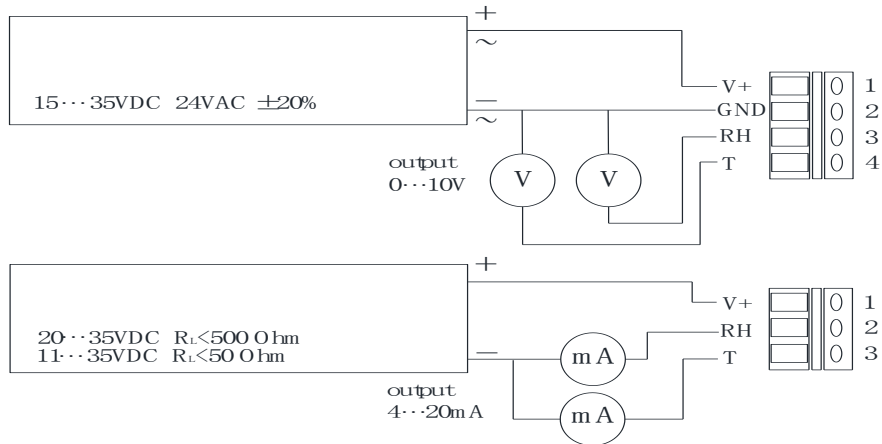 +
~
15···35VDC 24VAC ±20%
−
~
V+ 1
GND 2
RH 3
T 4
output
0···10V
V V
+
V+ 1
RH 2
T 3
20···35VDC RL<500 Ohm
11···35VDC RL<50 Ohm
−
mA
mA
output
4···20mA